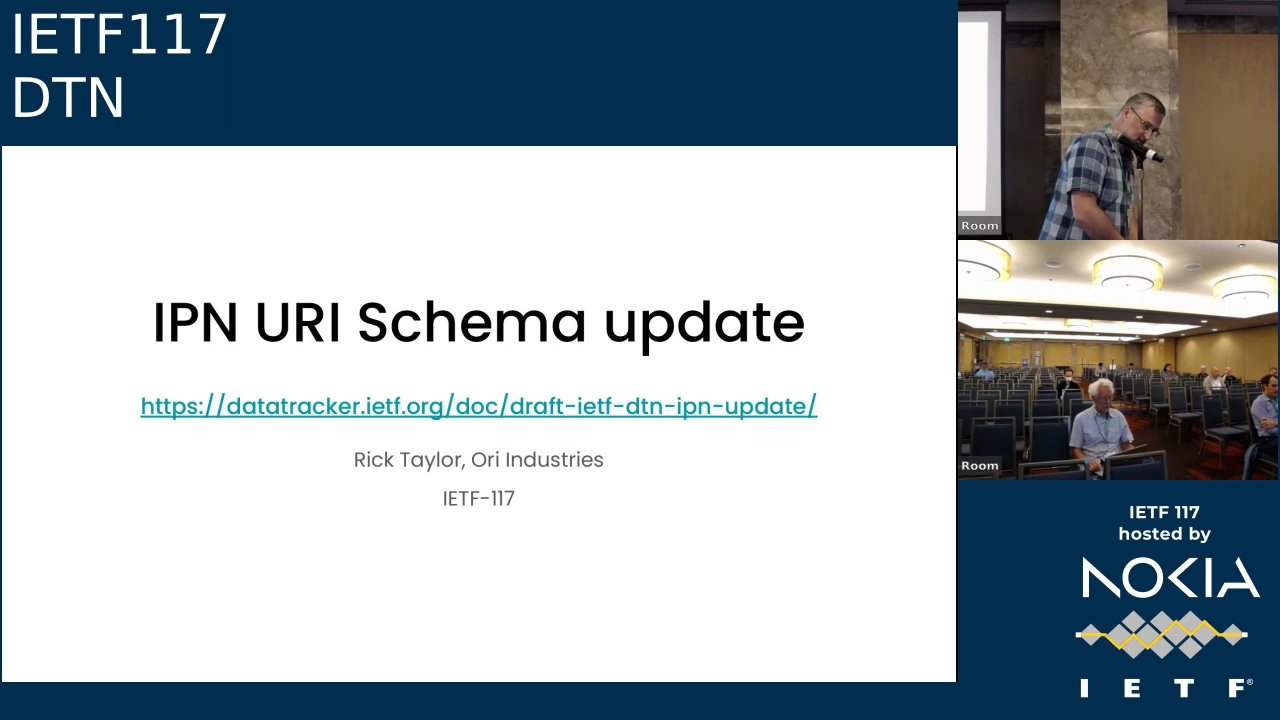 IETF117
DTN
IPN URI Schema update
https://datatracker.ietf.org/doc/draft-ietf-dtn-ipn-update/
Rick Taylor, Ori Industries
IETF-117
Room
Room
IETF 117
hosted by
NOKIA
I E T F®